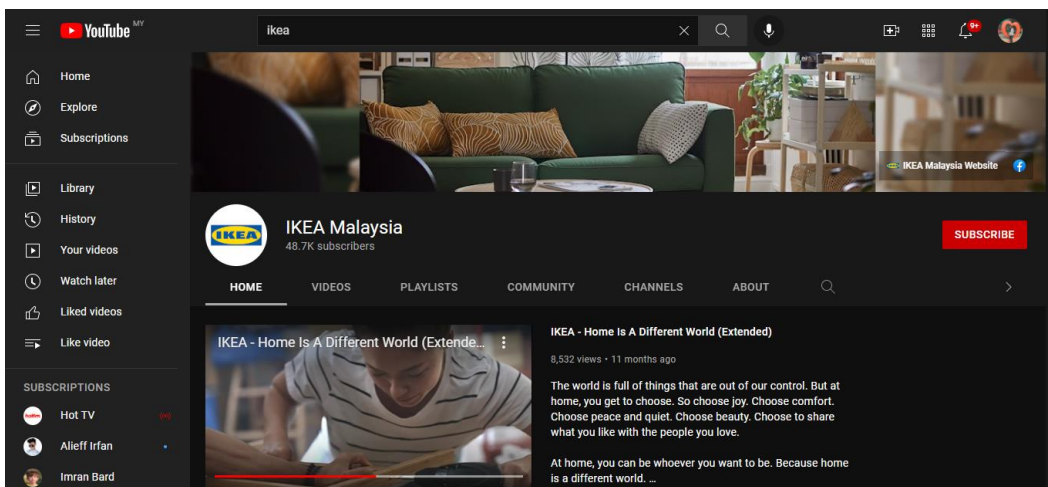 YouTube MY
ikea
9+
Home
Explore
Subscriptions
Library
History
Your videos
Watch later
Liked videos
Like video
SUBSCRIPTIONS
Hot TV
Alieff Irfan
Imran Bard
IKEA Malaysia Website
IKEA
IKEA Malaysia
48.7K subscribers
SUBSCRIBE
HOME VIDEOS PLAYLISTS COMMUNITY CHANNELS ABOUT
IKEA - Home Is A Different World (Extende...
IKEA - Home Is A Different World (Extended)
8,532 views • 11 months ago
The world is full of things that are out of our control. But at
home, you get to choose. So choose joy. Choose comfort.
Choose peace and quiet. Choose beauty. Choose to share
what you like with the people you love.
At home, you can be whoever you want to be. Because home
is a different world. ...